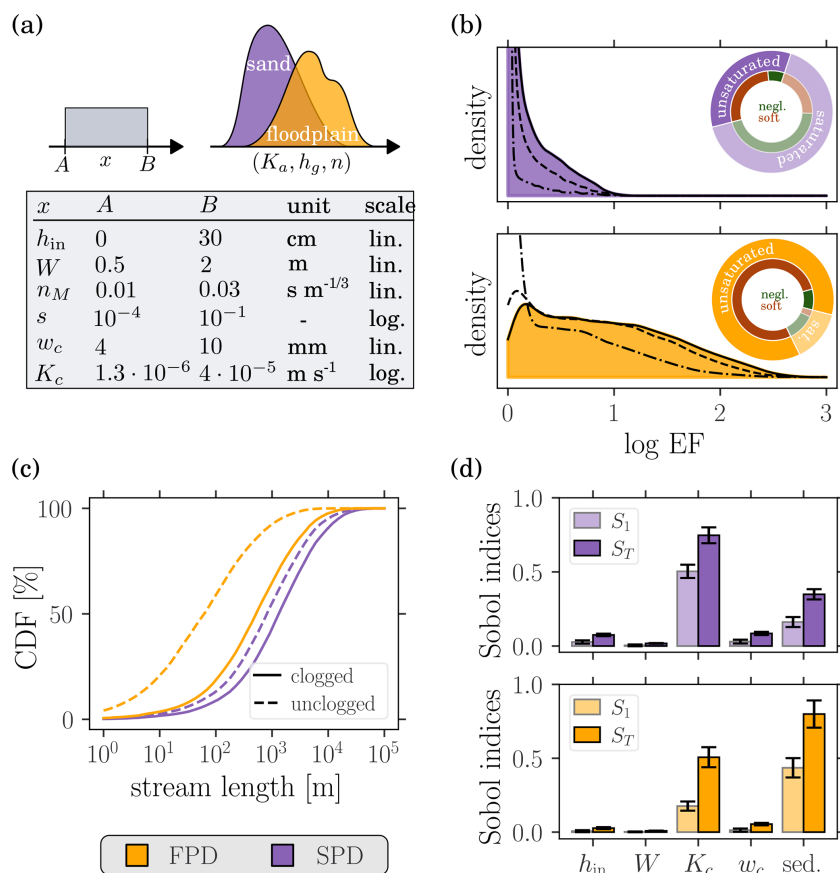 (a)
sand
floodplain
A x B
(K_a, h_g, n)
x A B unit scale
h_in 0 30 cm lin.
W 0.5 2 m lin.
n_M 0.01 0.03 s m^-1/3 lin.
s 10^-4 10^-1 - log.
w_c 4 10 mm lin.
K_c 1.3 · 10^-6 4 · 10^-5 m s^-1 log.
(b)
density
unsaturated
saturated
negl.
soft
density
unsaturated
sat.
negl.
soft
0 1 2 3
log EF
(c)
CDF [%]
100
50
0
clogged
unclogged
10^0 10^1 10^2 10^3 10^4 10^5
stream length [m]
FPD SPD
(d)
Sobol indices
1.0
0.5
0.0
S_1
S_T
Sobol indices
1.0
0.5
0.0
S_1
S_T
h_in W K_c w_c sed.